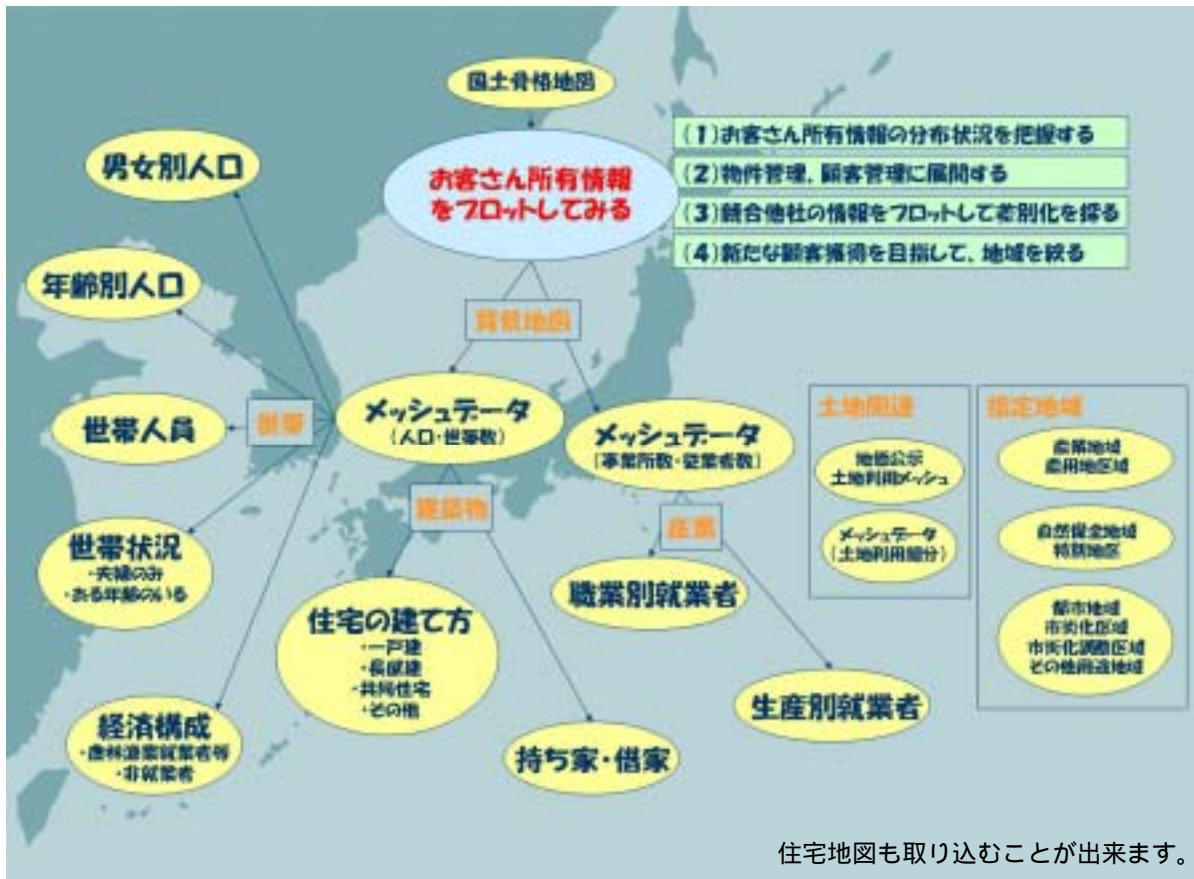 国土骨格地図
お客さん所有情報
をプロットしてみる
(1)お客さん所有情報の分布状況を把握する
(2)物件管理、顧客管理に展開する
(3)競合他社の情報をプロットして差別化を探る
(4)新たな顧客獲得を目指して、地域を絞る
男女別人口
年齢別人口
背景地図
世帯人員
世帯
メッシュデータ
(人口・世帯数)
メッシュデータ
(事業所数・従業者数)
土地関連
地価公示
土地利用メッシュ
メッシュデータ
指定地域
自然保全地域
特別地区
都市地域
市街化区域
市街化調整区域
その他用途地域
建築物
産業
世帯状況
・夫婦のみ
・ある年齢のいる
住宅の建て方
・一戸建
・長屋建
・共同住宅
・その他
職業別就業者
経済構成
・農林漁業就業者等
・非就業者
持ち家・借家
生産別就業者
住宅地図も取り込むことが出来ます。